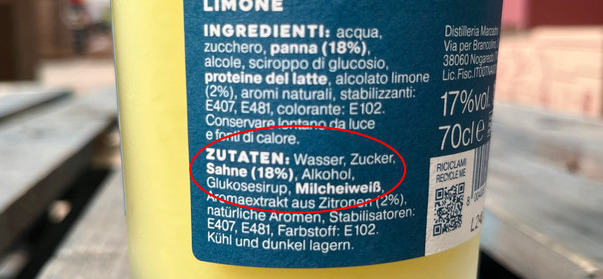 LIMONE
INGREDIENTI: acqua,
zucchero, panna (18%),
alcole, sciroppo di glucosio,
proteine del latte, alcolato limone
(2%), aromi naturali, stabilizzanti:
E407, E481, colorante: E102.
Conservare lontano da luce
e fonti di calore.
ZUTATEN: Wasser, Zucker,
Sahne (18%), Alkohol,
Glukosesirup, Milcheiweiß,
Aromaextrakt aus Zitronen (2%),
natürliche Aromen, Stabilisatoren:
E407, E481, Farbstoff: E102.
Kühl und dunkel lagern.
Distilleria
Via per
38060
Lic.Fisc.
17%vol
70cl e
RICICLAMI
RECYCLE ME